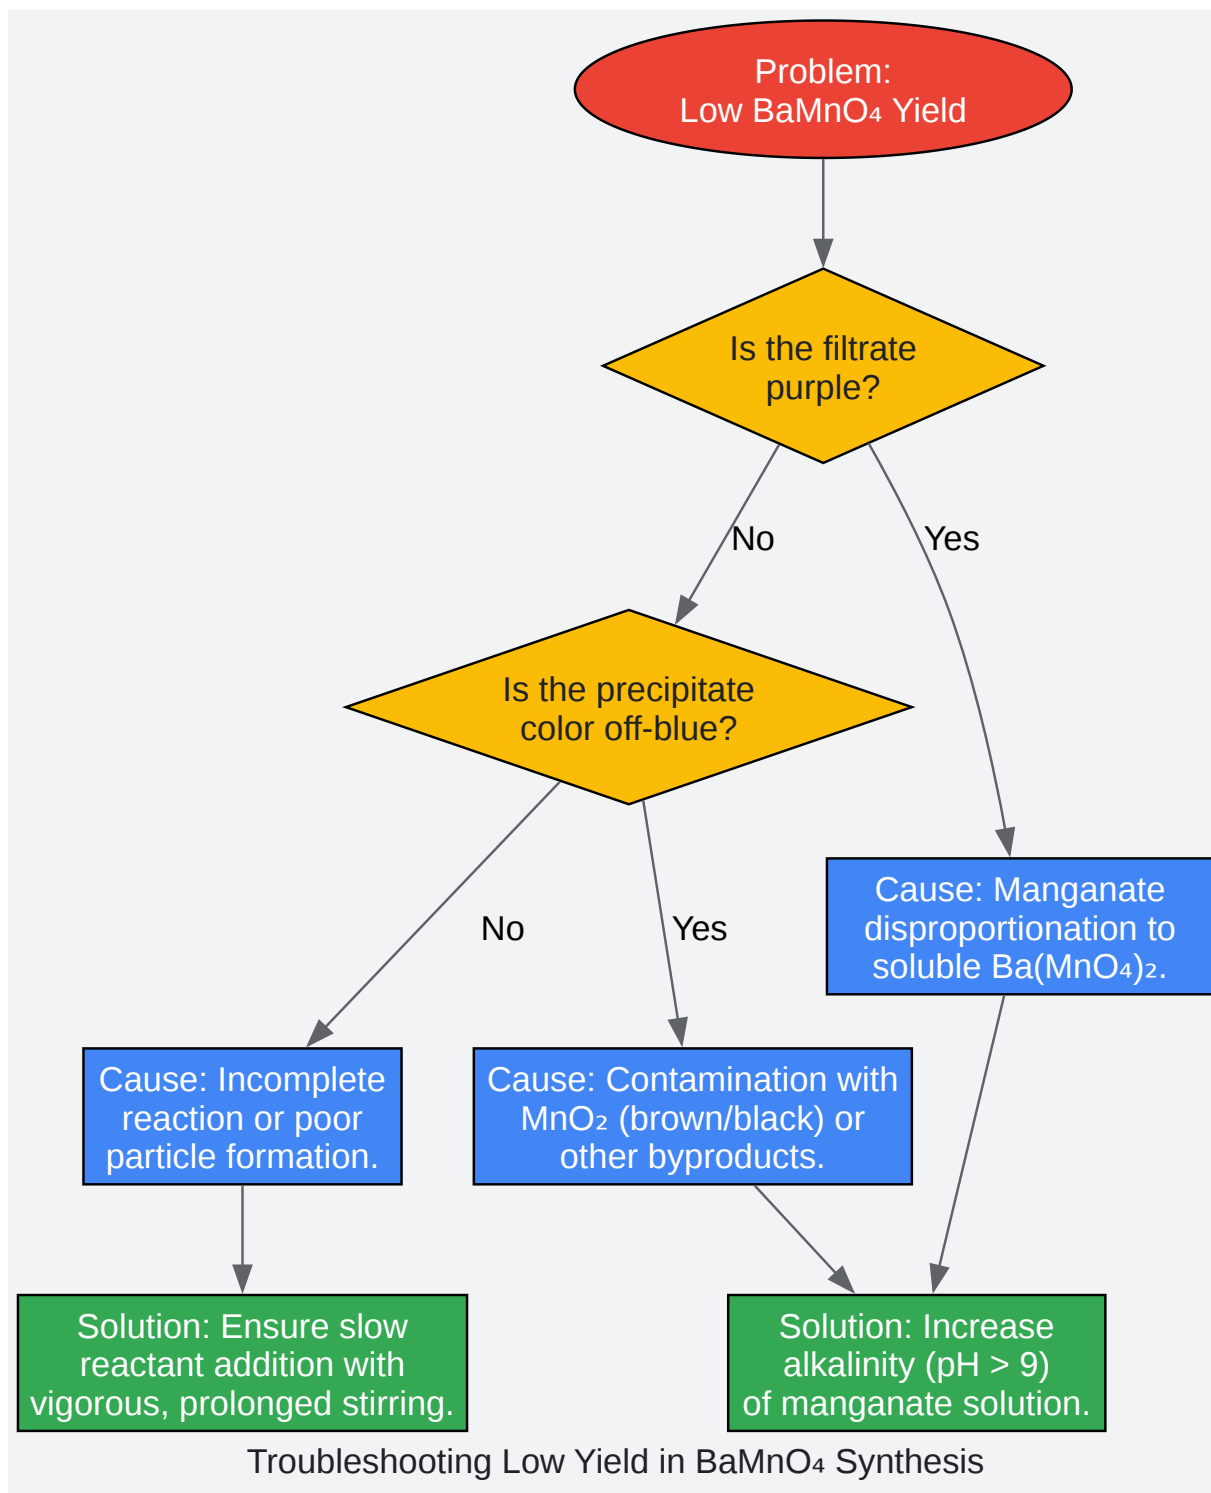 Problem:
Low BaMnO₄ Yield
Is the filtrate
purple?
No
Yes
Is the precipitate
color off-blue?
Cause: Manganate
disproportionation to
soluble Ba(MnO₄)₂.
No
Yes
Cause: Incomplete
reaction or poor
particle formation.
Cause: Contamination with
MnO₂ (brown/black) or
other byproducts.
Solution: Ensure slow
reactant addition with
vigorous, prolonged stirring.
Solution: Increase
alkalinity (pH > 9)
of manganate solution.
Troubleshooting Low Yield in BaMnO₄ Synthesis